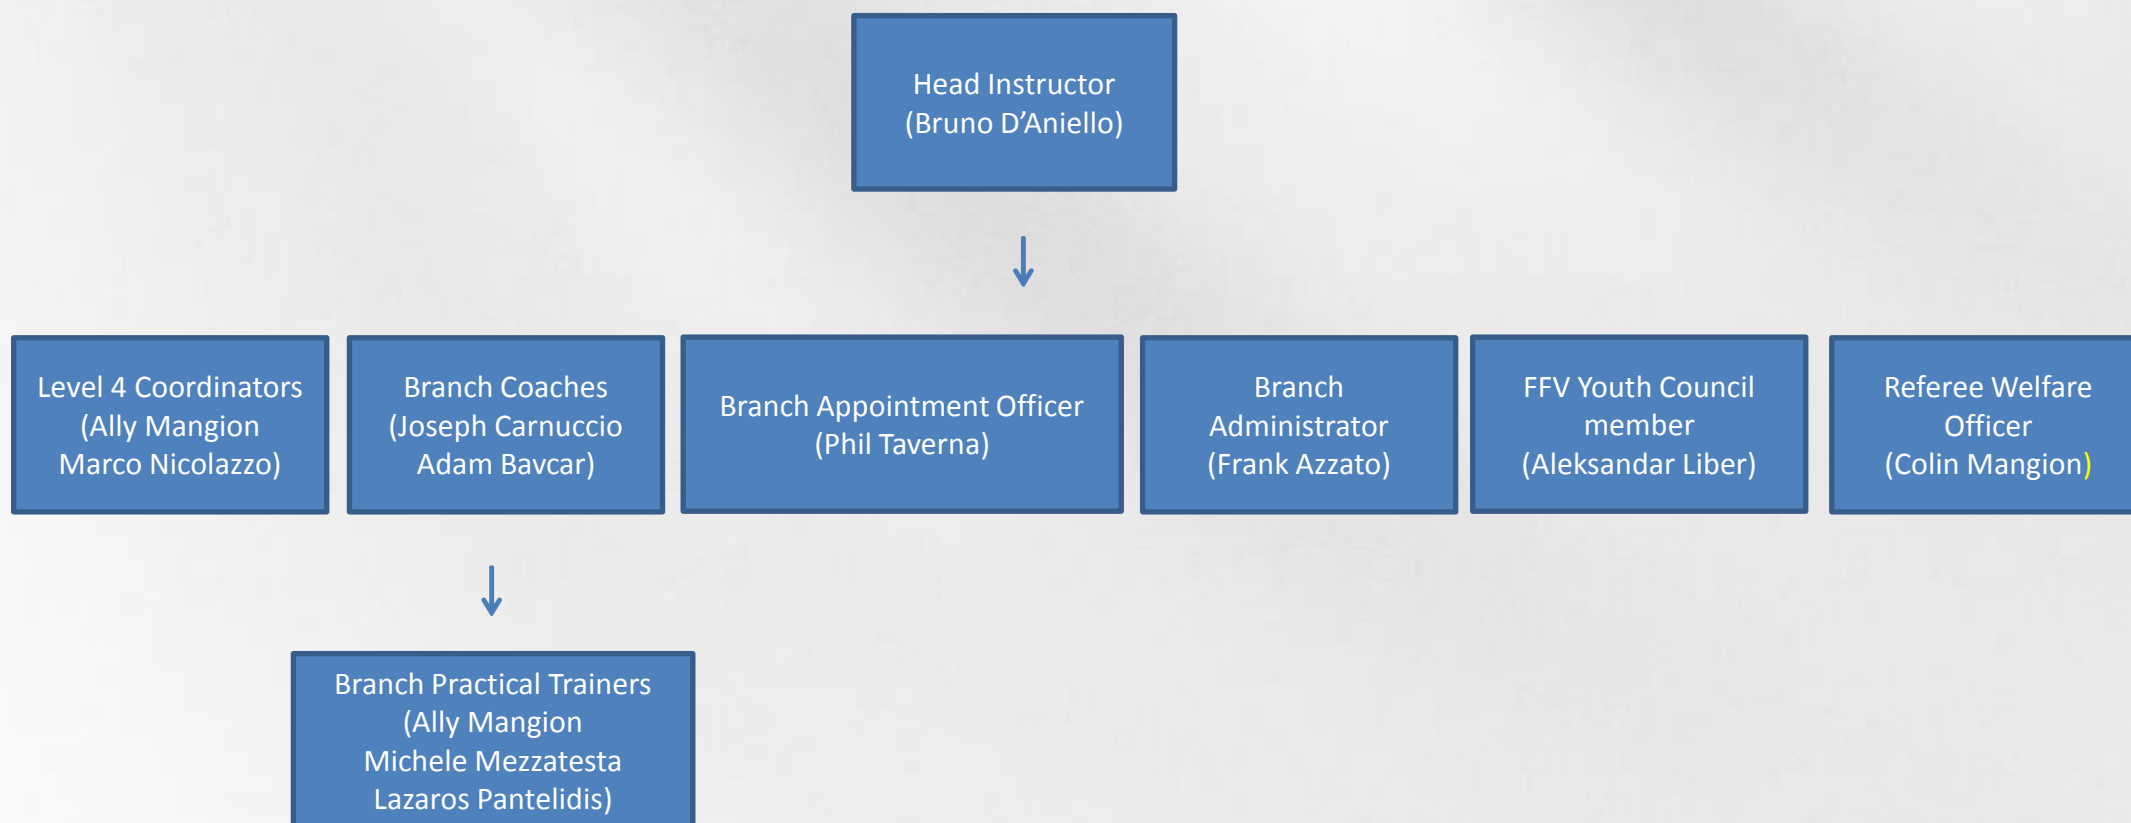 Head Instructor
(Bruno D’Aniello)
Level 4 Coordinators
(Ally Mangion
Marco Nicolazzo)
Branch Coaches
(Joseph Carnuccio
Adam Bavcar)
Branch Appointment Officer
(Phil Taverna)
Branch
Administrator
(Frank Azzato)
FFV Youth Council
member
(Aleksandar Liber)
Referee Welfare
Officer
(Colin Mangion)
Branch Practical Trainers
(Ally Mangion
Michele Mezzatesta
Lazaros Pantelidis)